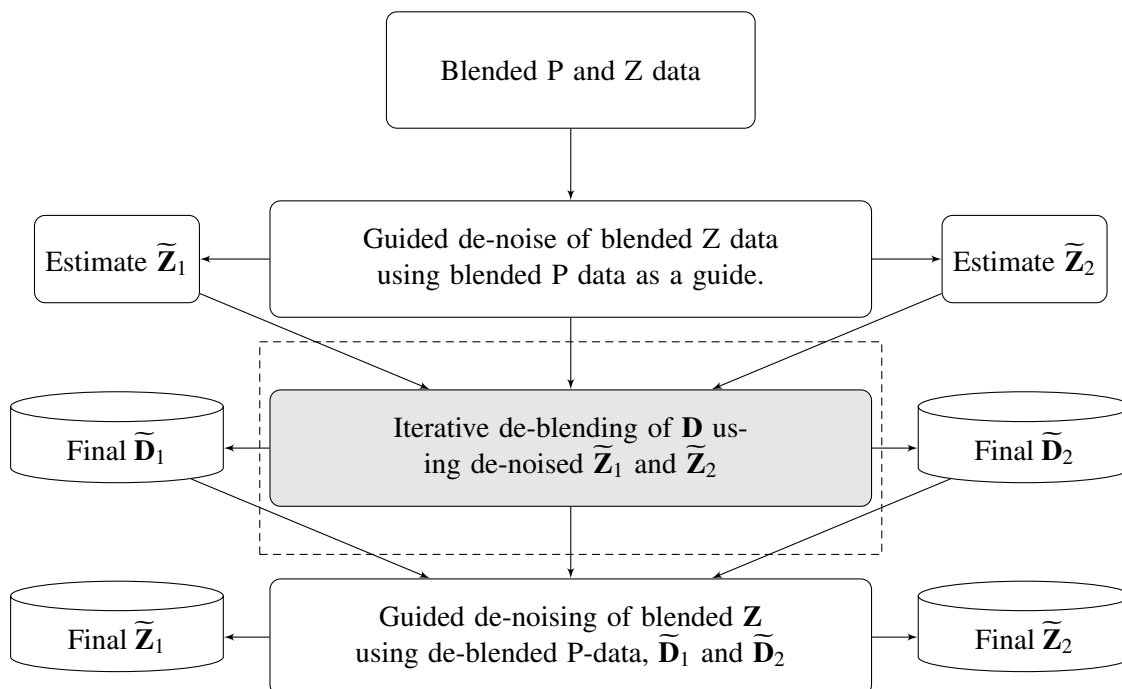 Blended P and Z data
Guided de-noise of blended Z data
using blended P data as a guide.
Estimate Z̃₁
Estimate Z̃₂
Iterative de-blending of D us-
ing de-noised Z̃₁ and Z̃₂
Final D̃₁
Final D̃₂
Guided de-noising of blended Z
using de-blended P-data, D̃₁ and D̃₂
Final Z̃₁
Final Z̃₂